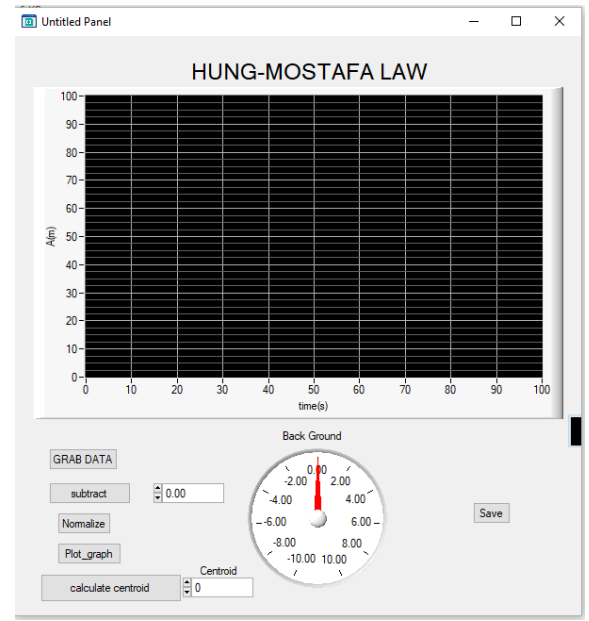 Untitled Panel
HUNG-MOSTAFA LAW
100
90
80
70
60
50
40
30
20
10
0
A(m)
0 10 20 30 40 50 60 70 80 90 100
time(s)
Back Ground
GRAB DATA
subtract 0.00
Normalize
Plot_graph
Centroid
calculate centroid 0
0.00
-2.00 2.00
-4.00 4.00
-6.00 6.00
-8.00 8.00
-10.00 10.00
Save